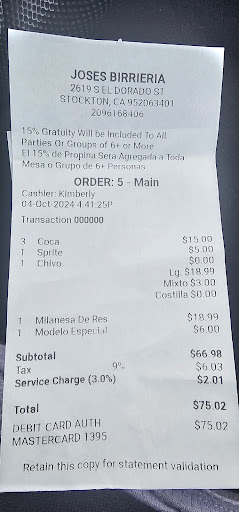 JOSES BIRRIERIA
2619 S EL DORADO ST
STOCKTON, CA 952063401
2096168406
15% Gratuity Will be Included To All
Parties Or Groups of 6+ or More
El 15% de Propina Sera Agregada a Toda
Mesa o Grupo de 6+ Personas
ORDER: 5 - Main
Cashier: Kimberly
04-Oct-2024 4:41:25P
Transaction 000000
3 Coca $15.00
1 Sprite $5.00
1 Chivo $0.00
Lg. $18.99
Mixto $3.00
Costilla $0.00
1 Milanesa De Res $18.99
1 Modelo Especial $6.00
Subtotal $66.98
Tax 9% $6.03
Service Charge (3.0%) $2.01
Total $75.02
DEBIT CARD AUTH $75.02
MASTERCARD 1395
Retain this copy for statement validation